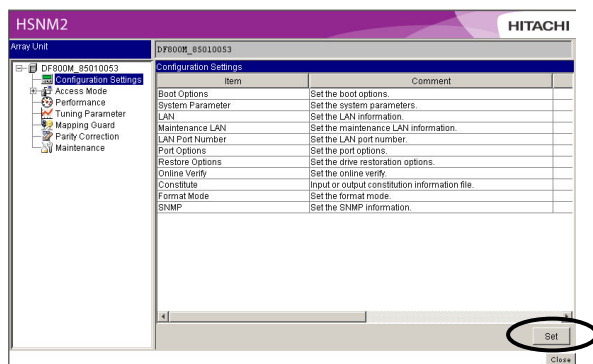 HSNM2 HITACHI
Array Unit DF800M_85010053
DF800M_85010053
Configuration Settings
Access Mode
Performance
Tuning Parameter
Mapping Guard
Parity Correction
Maintenance
Configuration Settings
Item Comment
Boot Options Set the boot options.
System Parameter Set the system parameters.
LAN Set the LAN information.
Maintenance LAN Set the maintenance LAN information.
LAN Port Number Set the LAN port number.
Port Options Set the port options.
Restore Options Set the drive restoration options.
Online Verify Set the online verify.
Constitute Input or output constitution information file.
Format Mode Set the format mode.
SNMP Set the SNMP information.
Set
Close